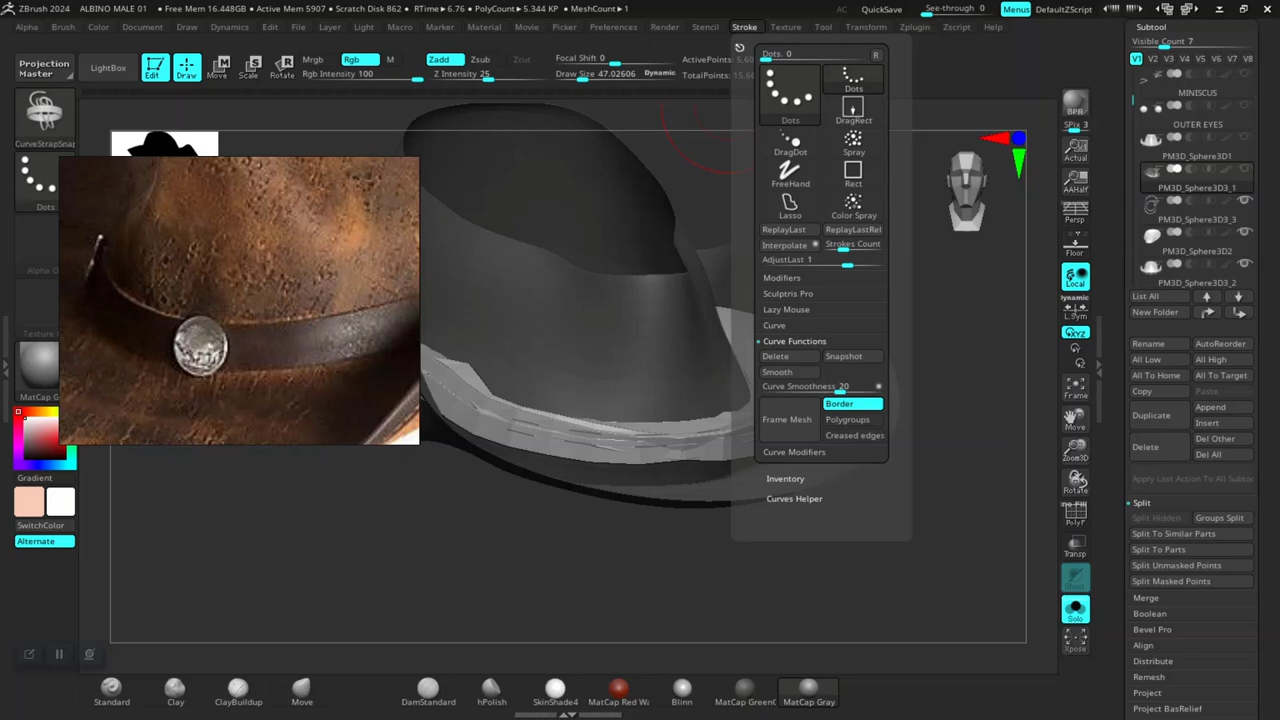 ZBrush 2024 ALBINO MALE 01 • Free Mem 16.448GB • Active Mem 5907 • Scratch Disk 862 • RTime▸6.76 • PolyCount▸5.344 KP • MeshCount▸1
AC QuickSave See-through 0 Menus DefaultZScript
Alpha Brush Color Document Draw Dynamics Edit File Layer Light Macro Marker Material Movie Picker Preferences Render Stencil Stroke Texture Tool Transform Zplugin Zscript Help
Projection
Master
LightBox
Edit Draw Move Scale Rotate
Mrgb Rgb M
Rgb Intensity 100
Zadd Zsub Zcut
Z Intensity 25
Focal Shift 0
Draw Size 47.02606 Dynamic
CurveStrapSnap
Dots
Alpha O
MatCap G
Gradient
SwitchColor
Alternate
Dots. 0 R
Dots
Dots
DragRect
DragDot Spray
FreeHand Rect
Lasso Color Spray
ReplayLast ReplayLastRel
Interpolate Strokes Count
AdjustLast 1
Modifiers
Sculptris Pro
Lazy Mouse
Curve
Curve Functions
Delete Snapshot
Smooth
Curve Smoothness 20
Border
Frame Mesh Polygroups
Creased edges
Curve Modifiers
Inventory
Curves Helper
BPR
SPix 3
Actual
AAHalf
Persp
Floor
Local
Dynamic
L.Sym
XYZ
Frame
Move
Zoom3D
Rotate
PolyF
Transp
Ghost
Solo
Xpose
Subtool
Visible Count 7
V1 V2 V3 V4 V5 V6 V7 V8
MINISCUS
OUTER EYES
PM3D_Sphere3D1
PM3D_Sphere3D3_1
PM3D_Sphere3D3_3
PM3D_Sphere3D2
PM3D_Sphere3D3_2
List All
New Folder
Rename AutoReorder
All Low All High
All To Home All To Target
Copy Paste
Duplicate Append
Insert
Delete Del Other
Del All
Apply Last Action To All Subtoo
Split
Split Hidden Groups Split
Split To Similar Parts
Split To Parts
Split Unmasked Points
Split Masked Points
Merge
Boolean
Bevel Pro
Align
Distribute
Remesh
Project
Project BasRelief
Standard Clay ClayBuildup Move DamStandard hPolish SkinShade4 MatCap Red Wa Blinn MatCap GreenC MatCap Gray